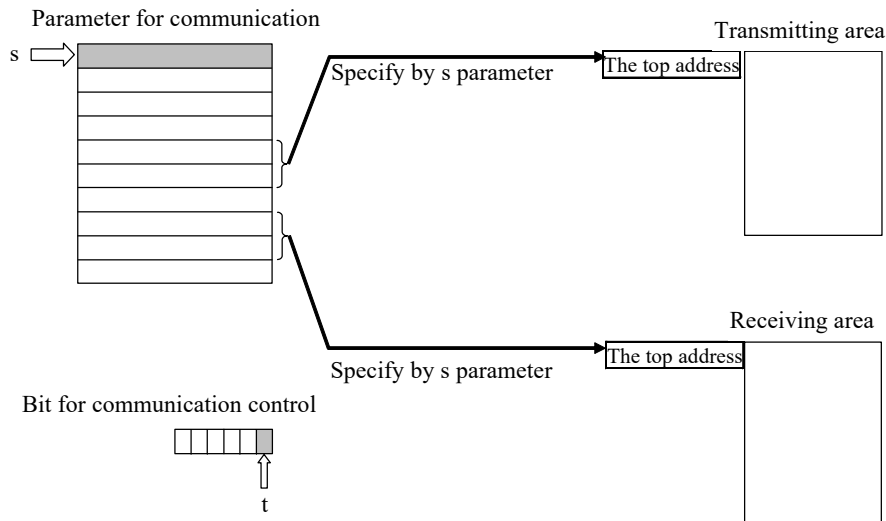 Parameter for communication
s
Transmitting area
The top address
Specify by s parameter
Receiving area
The top address
Specify by s parameter
Bit for communication control
t